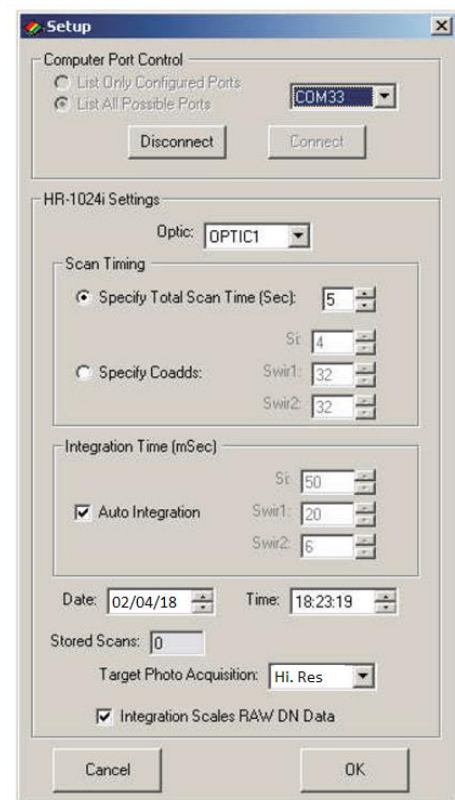 Setup
Computer Port Control
List Only Configured Ports
List All Possible Ports
COM33
Disconnect
Connect
HR-1024i Settings
Optic: OPTIC1
Scan Timing
Specify Total Scan Time (Sec): 5
Si: 4
Specify Coadds: Swir1: 32
Swir2: 32
Integration Time (mSec)
Si: 50
Auto Integration Swir1: 20
Swir2: 6
Date: 02/04/18 Time: 18:23:19
Stored Scans: 0
Target Photo Acquisition: Hi. Res
Integration Scales RAW DN Data
Cancel OK